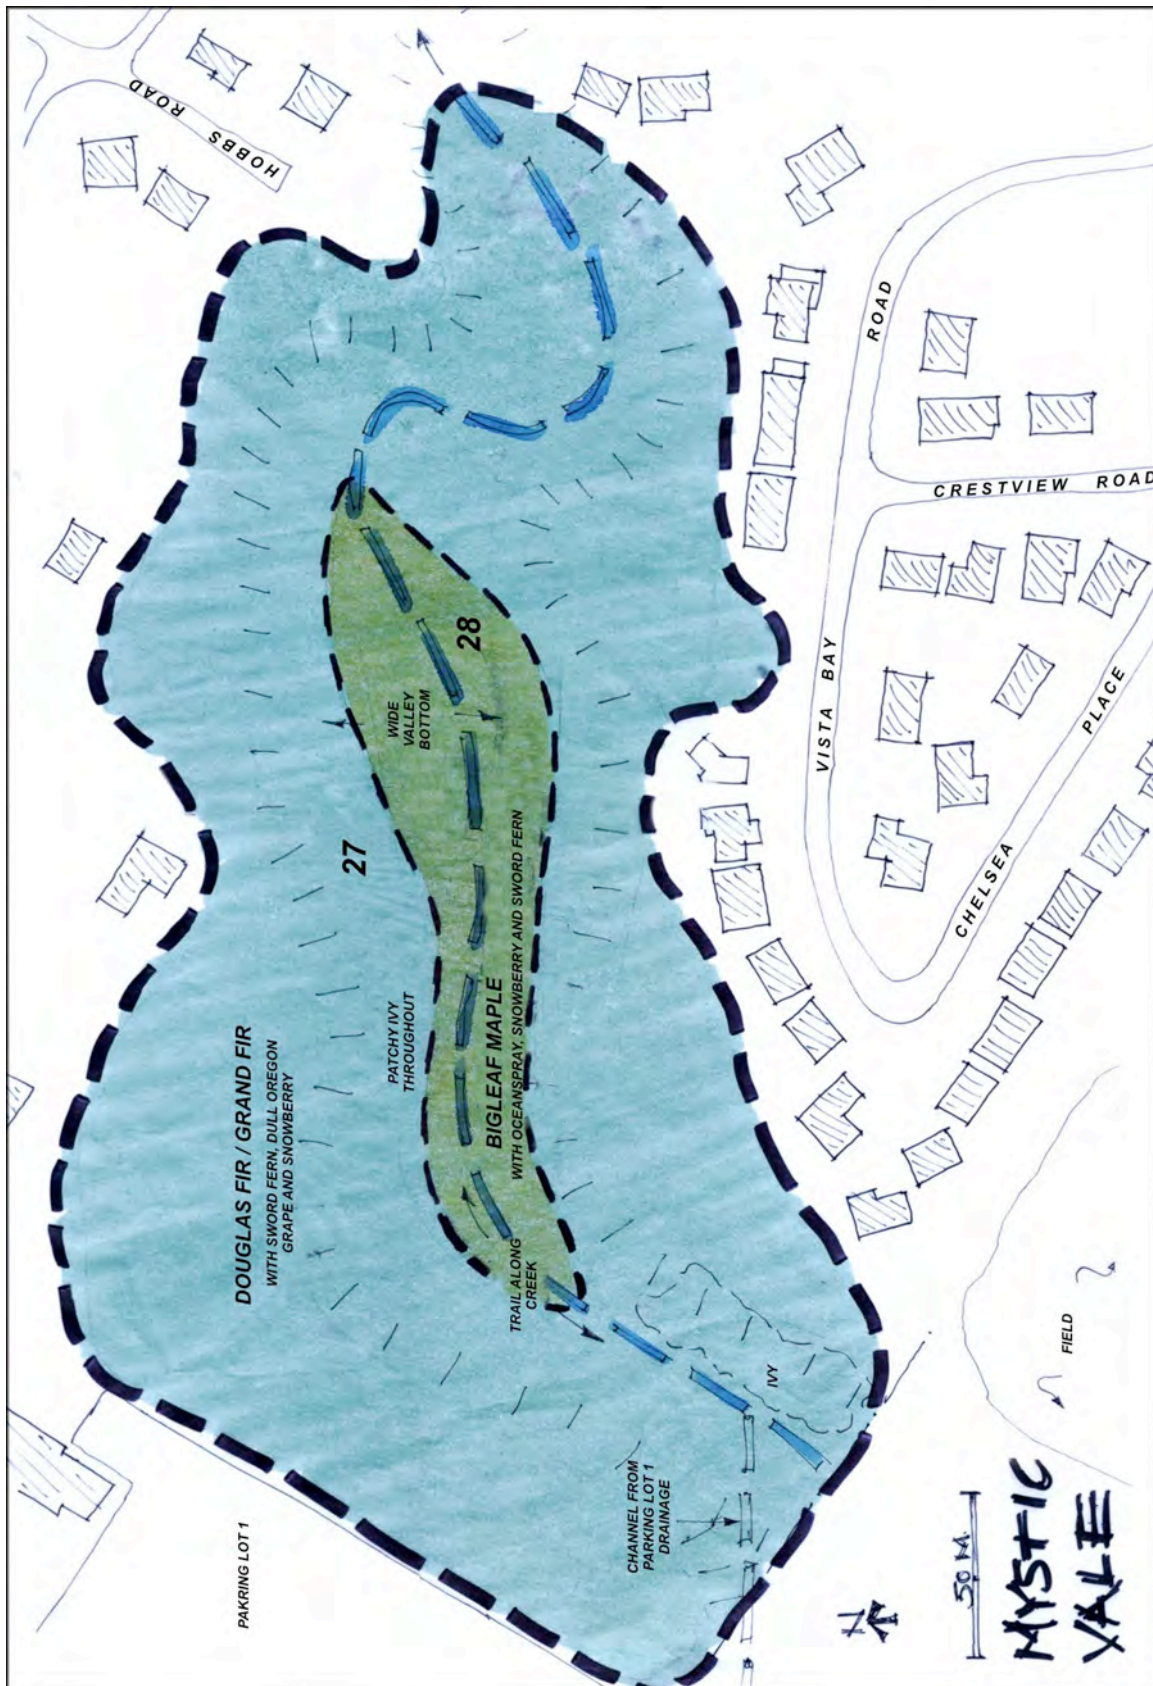 HOBBS ROAD
ROAD
CRESTVIEW ROAD
28
WIDE
VALLEY
BOTTOM
VISTA BAY
PLACE
CHELSEA
27
PATCHY IVY
THROUGHOUT
BIGLEAF MAPLE
WITH OCEANSPRAY, SNOWBERRY AND SWORD FERN
DOUGLAS FIR / GRAND FIR
WITH SWORD FERN, DULL OREGON
GRAPE AND SNOWBERRY
TRAIL ALONG
CREEK
IVY
FIELD
CHANNEL FROM
PARKING LOT 1
DRAINAGE
PAKRING LOT 1
N
50 M.
MYSTIC
VALE